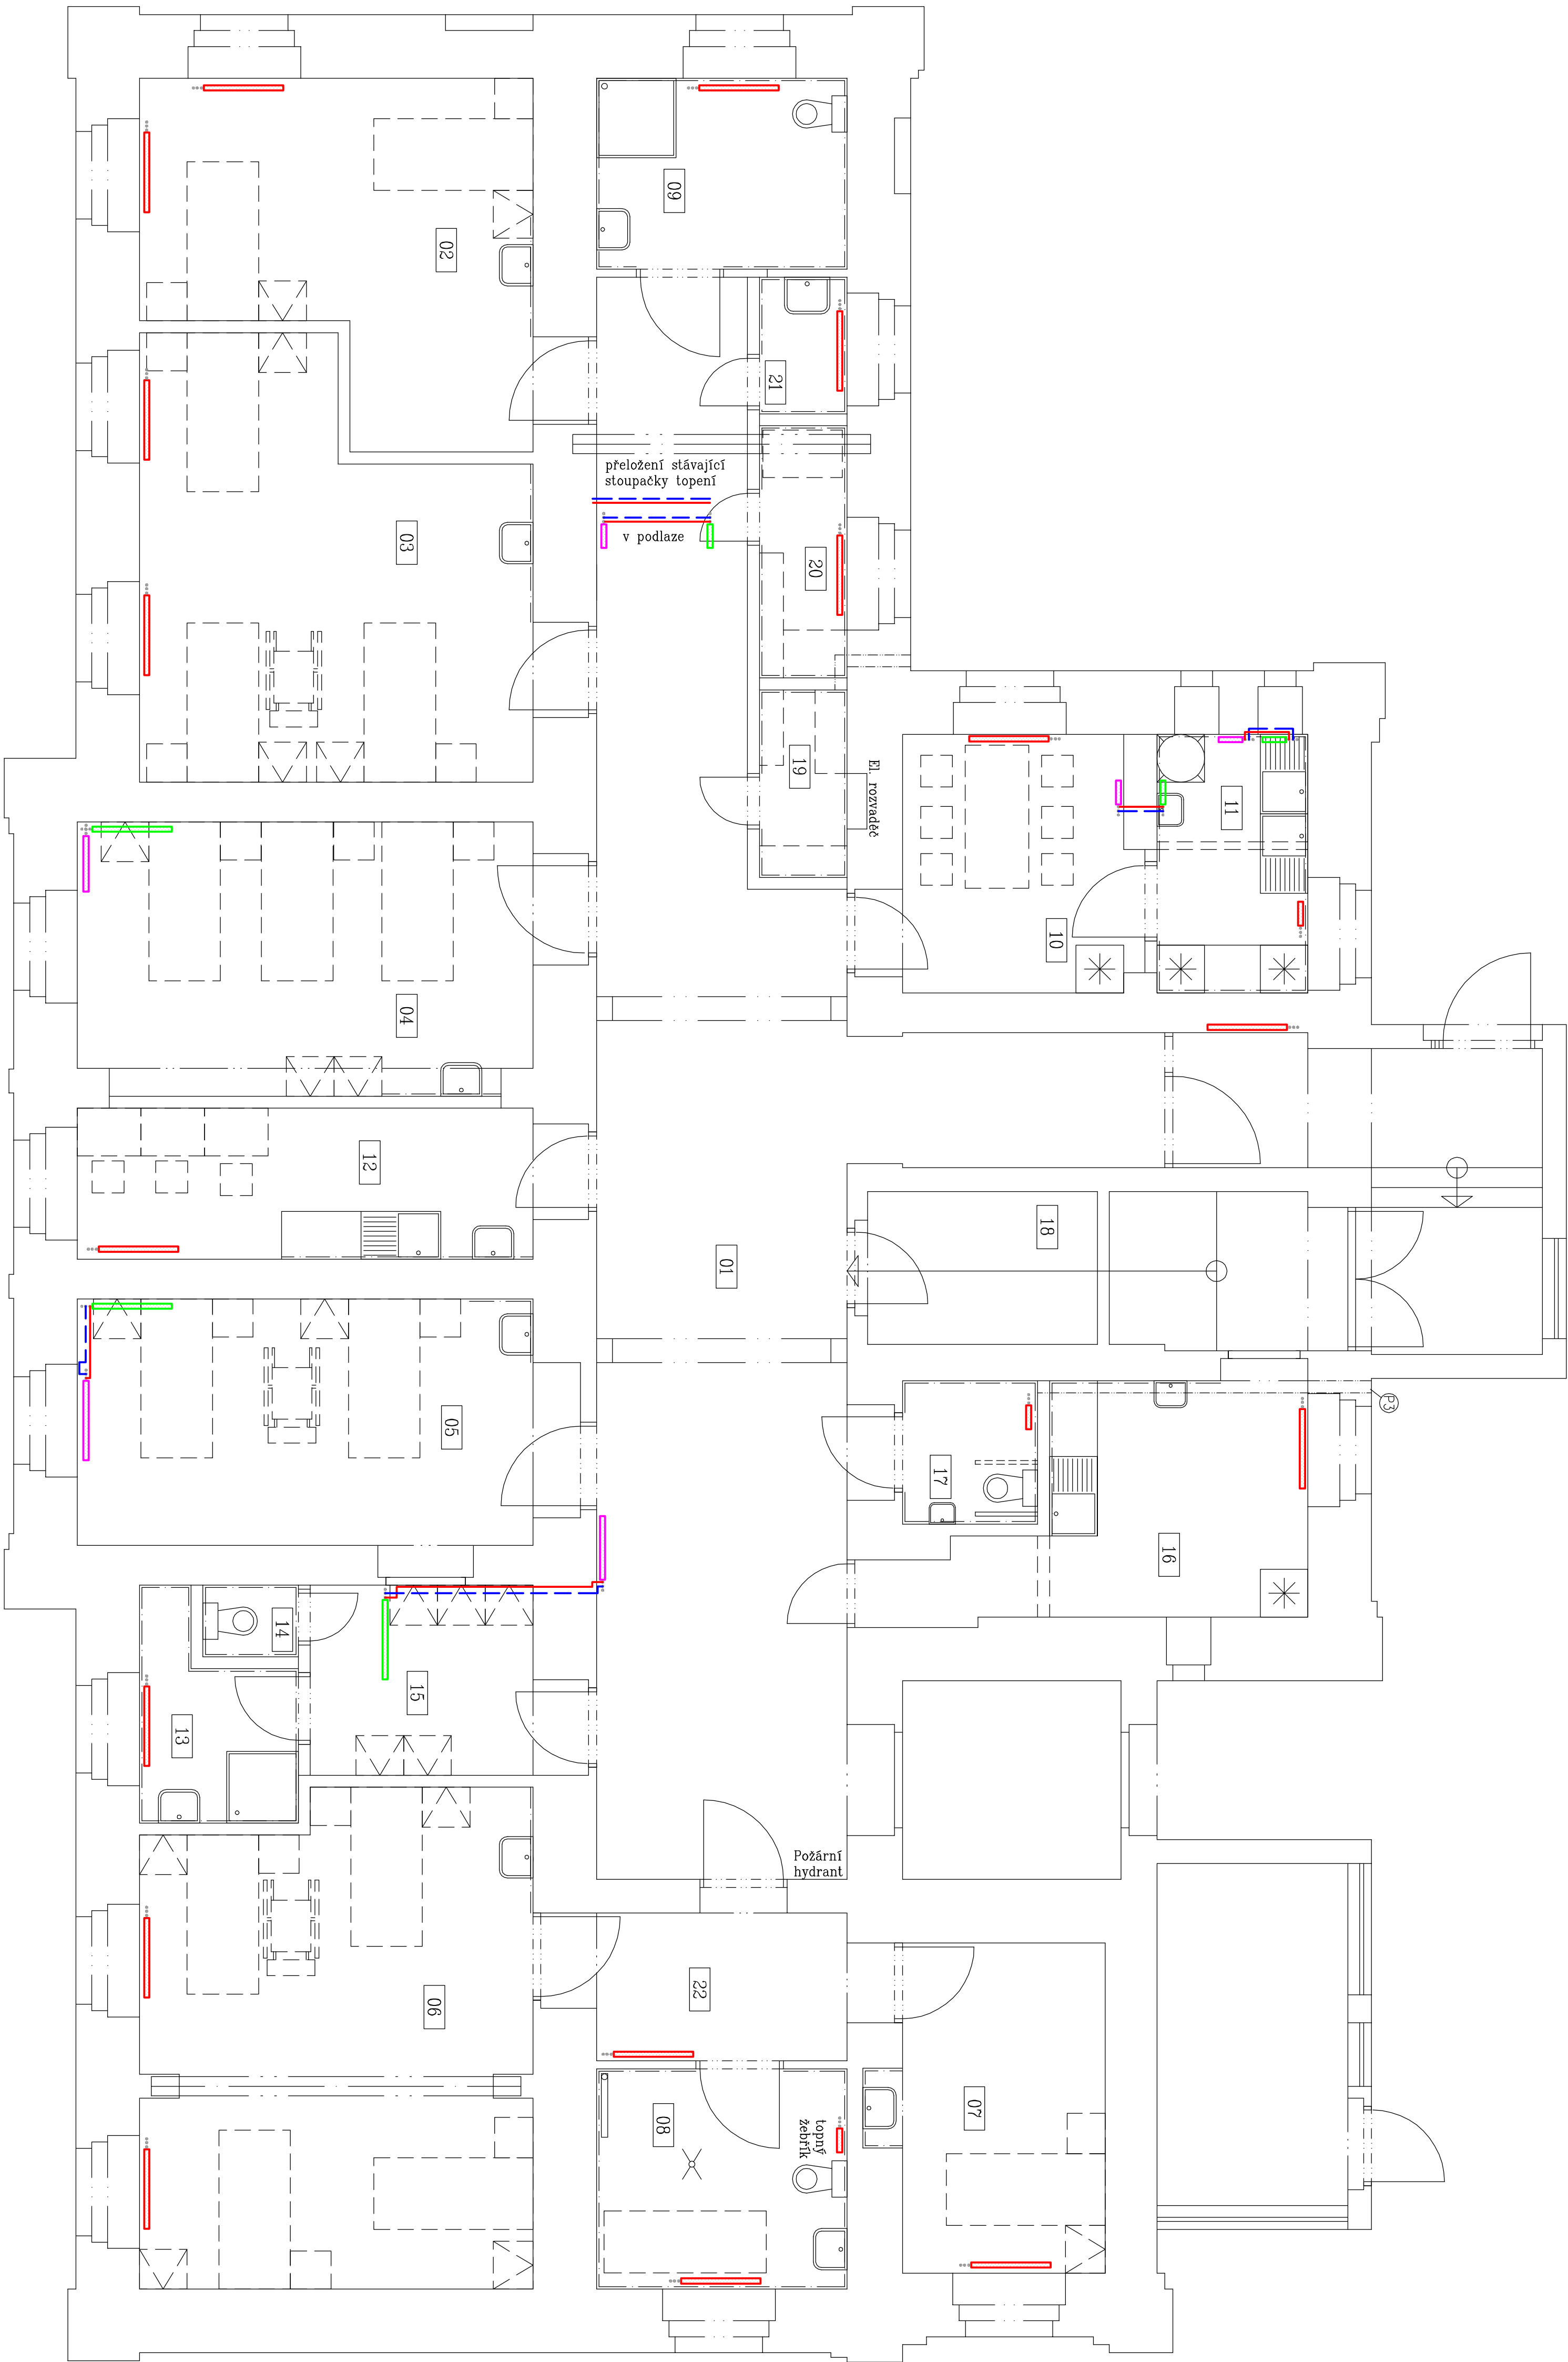 02
09
21
03
přeložení stávající
stoupačky topení
v podlaze
20
19
El. rozvaděč
11
10
04
12
01
18
05
17
16
P3
14
15
13
Požární
hydrant
06
22
07
08
topný
žebřík